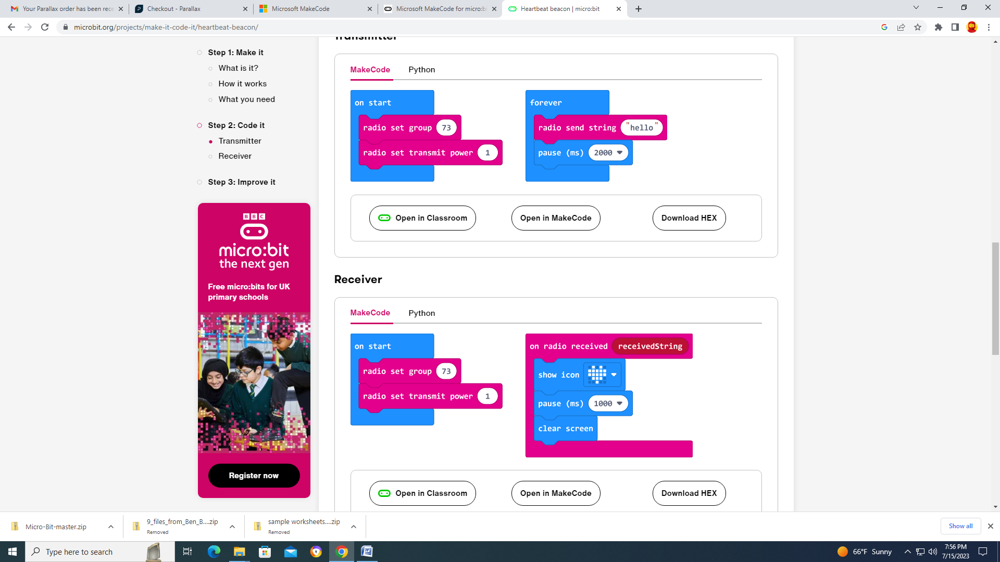 Your Parallax order has been rece
Checkout - Parallax
Microsoft MakeCode
Microsoft MakeCode for micro:b
Heartbeat beacon | micro:bit
microbit.org/projects/make-it-code-it/heartbeat-beacon/
Transmitter
Step 1: Make it
What is it?
How it works
What you need
Step 2: Code it
Transmitter
Receiver
Step 3: Improve it
BBC
micro:bit
the next gen
Free micro:bits for UK
primary schools
Register now
MakeCode Python
on start
radio set group 73
radio set transmit power 1
forever
radio send string "hello"
pause (ms) 2000
Open in Classroom
Open in MakeCode
Download HEX
Receiver
MakeCode Python
on start
radio set group 73
radio set transmit power 1
on radio received receivedString
show icon
pause (ms) 1000
clear screen
Open in Classroom
Open in MakeCode
Download HEX
Micro-Bit-master.zip
9_files_from_Ben_B....zip
Removed
sample worksheets....zip
Removed
Show all
Type here to search
66°F Sunny
7:56 PM
7/15/2023